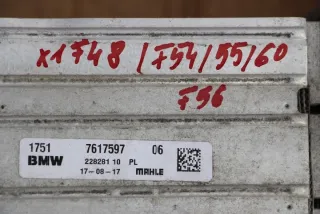 x1 F48 / F54/55/60
F56
1751 7617597 06
BMW 228281 10 PL
17-08-17 MAHLE